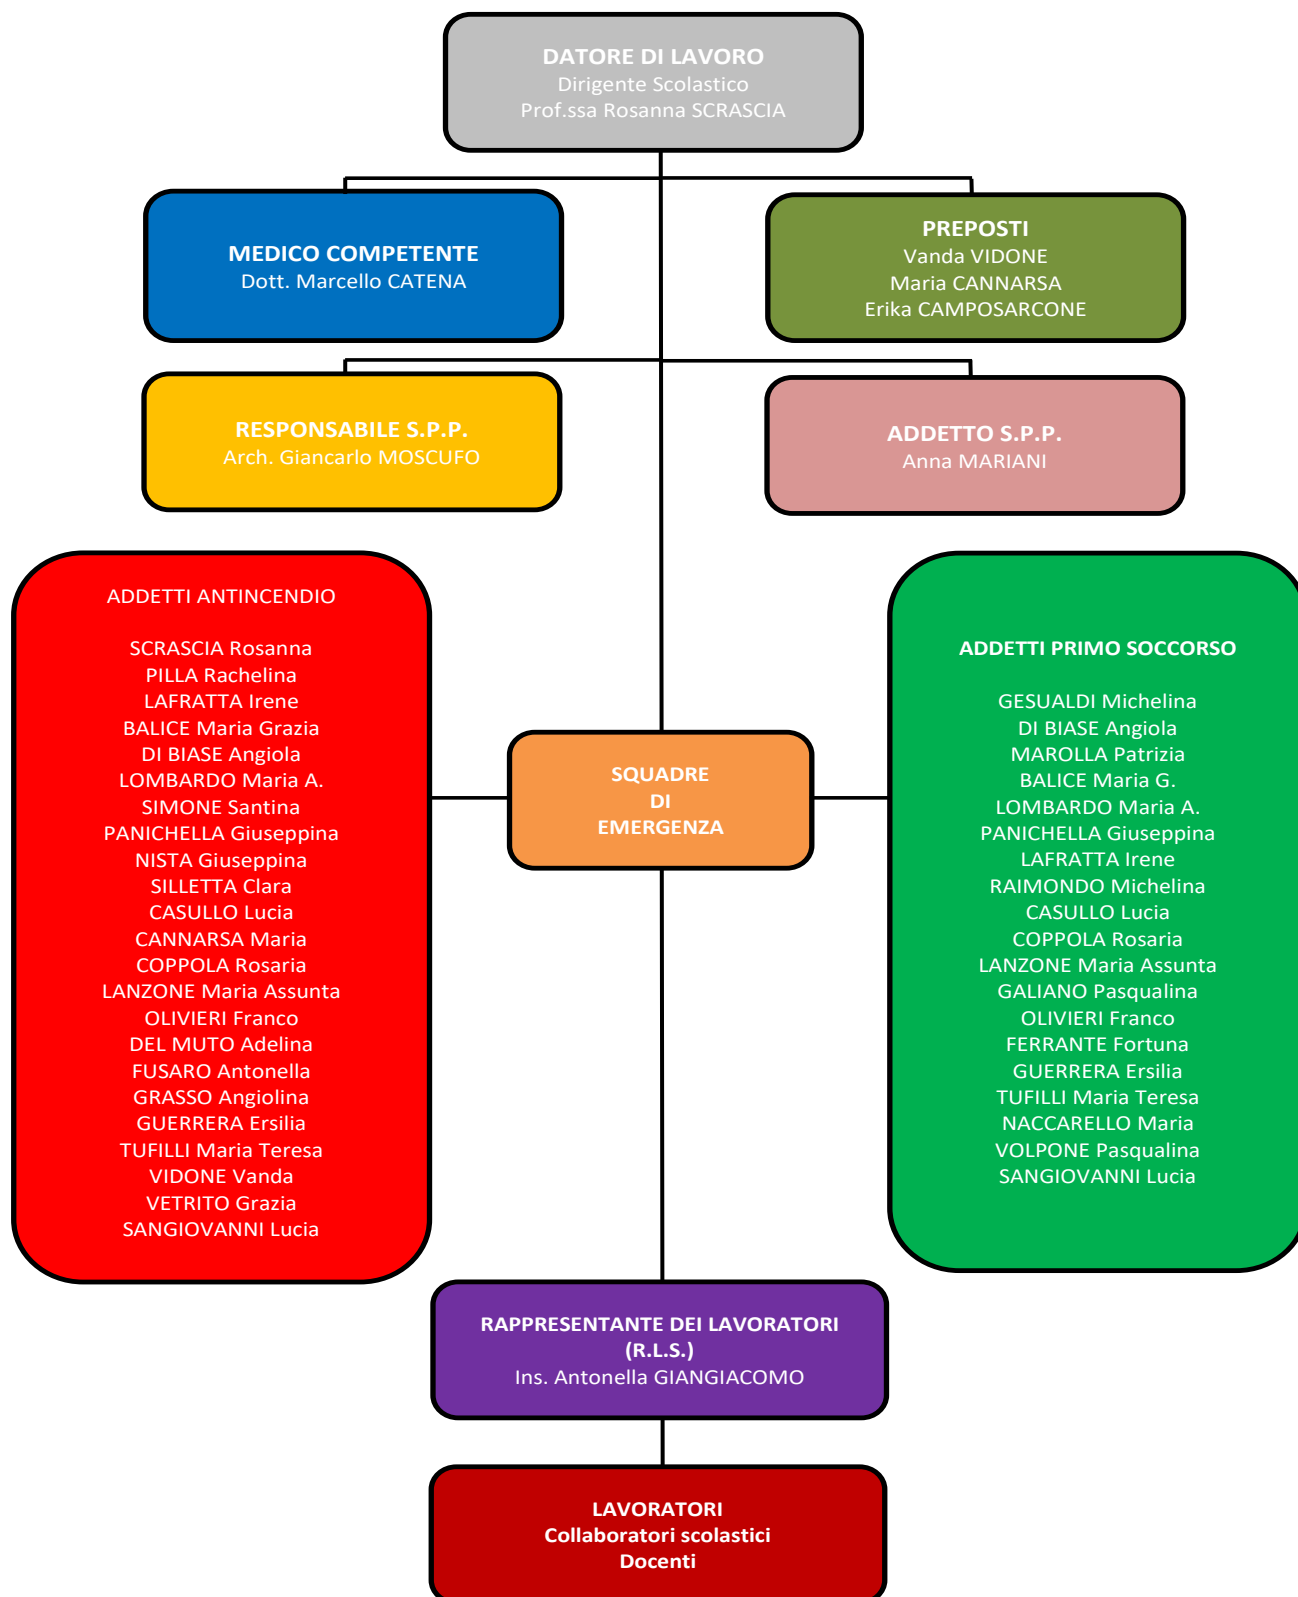 DATORE DI LAVORO
Dirigente Scolastico
Prof.ssa Rosanna SCRASCIA
MEDICO COMPETENTE
Dott. Marcello CATENA
PREPOSTI
Vanda VIDONE
Maria CANNARSA
Erika CAMPOSARCONE
RESPONSABILE S.P.P.
Arch. Giancarlo MOSCUFO
ADDETTO S.P.P.
Anna MARIANI
ADDETTI ANTINCENDIO
SCRASCIA Rosanna
PILLA Rachelina
LAFRATTA Irene
BALICE Maria Grazia
DI BIASE Angiola
LOMBARDO Maria A.
SIMONE Santina
PANICHELLA Giuseppina
NISTA Giuseppina
SILLETTA Clara
CASULLO Lucia
CANNARSA Maria
COPPOLA Rosaria
LANZONE Maria Assunta
OLIVIERI Franco
DEL MUTO Adelina
FUSARO Antonella
GRASSO Angiolina
GUERRERA Ersilia
TUFILLI Maria Teresa
VIDONE Vanda
VETRITO Grazia
SANGIOVANNI Lucia
SQUADRE
DI
EMERGENZA
ADDETTI PRIMO SOCCORSO
GESUALDI Michelina
DI BIASE Angiola
MAROLLA Patrizia
BALICE Maria G.
LOMBARDO Maria A.
PANICHELLA Giuseppina
LAFRATTA Irene
RAIMONDO Michelina
CASULLO Lucia
COPPOLA Rosaria
LANZONE Maria Assunta
GALIANO Pasqualina
OLIVIERI Franco
FERRANTE Fortuna
GUERRERA Ersilia
TUFILLI Maria Teresa
NACCARELLO Maria
VOLPONE Pasqualina
SANGIOVANNI Lucia
RAPPRESENTANTE DEI LAVORATORI
(R.L.S.)
Ins. Antonella GIANGIACOMO
LAVORATORI
Collaboratori scolastici
Docenti